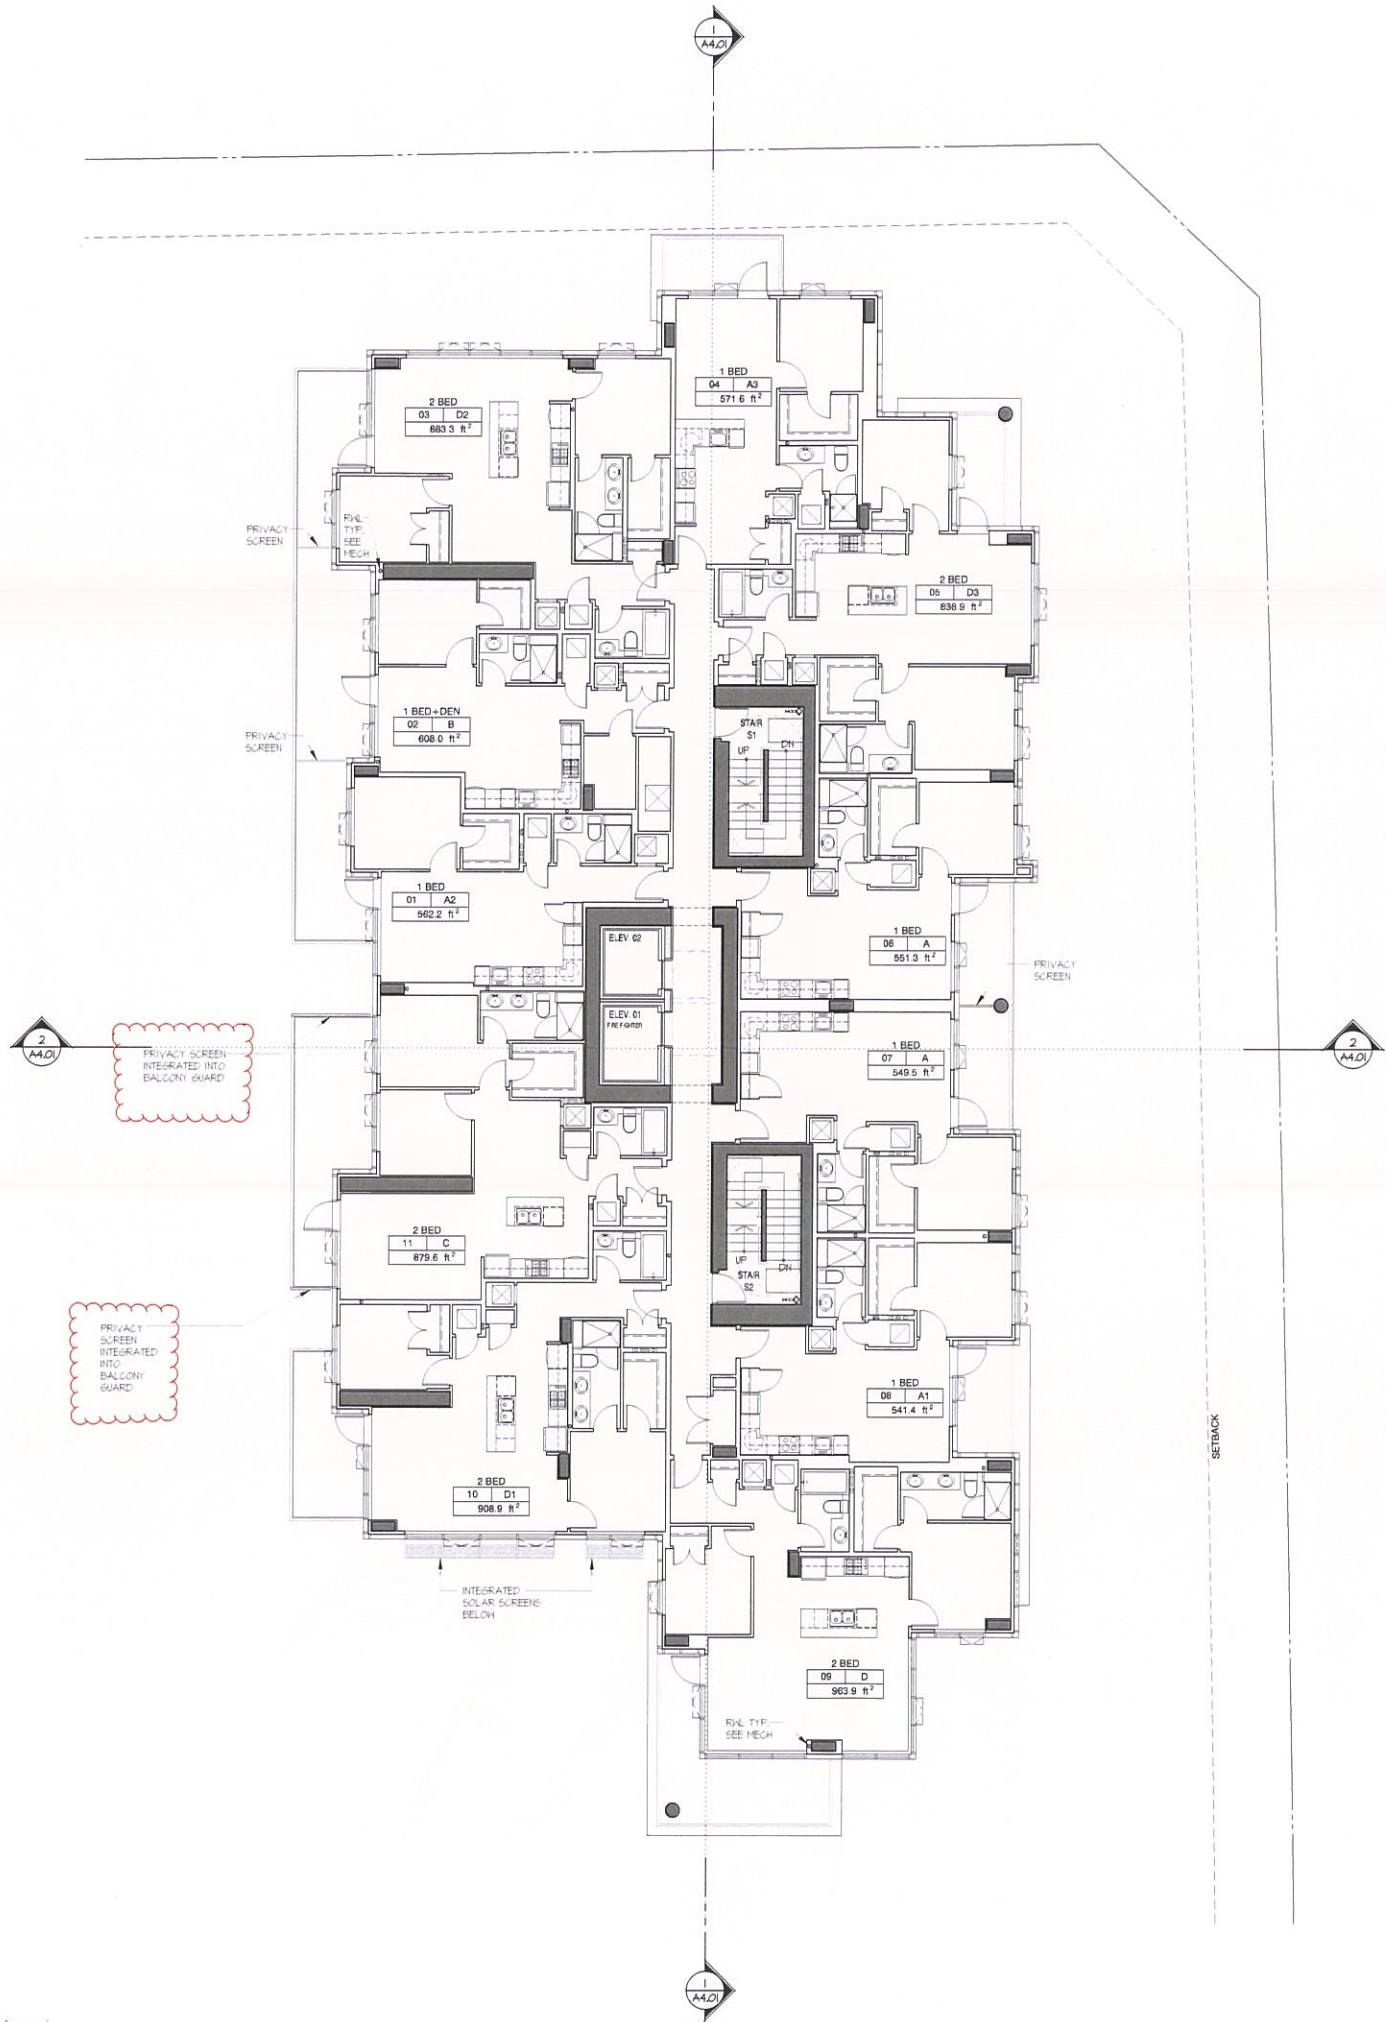 1
A4.01
1 BED
04 A3
571.6 ft²
2 BED
03 D2
883.3 ft²
PRIVACY
SCREEN
RWL
TYP.
SEE
MECH
2 BED
05 D3
838.9 ft²
1 BED+DEN
02 B
608.0 ft²
PRIVACY
SCREEN
STAIR
S1
UP
DN
1 BED
01 A2
562.2 ft²
ELEV. 02
1 BED
06 A
551.3 ft²
PRIVACY
SCREEN
ELEV. 01
FIREFIGHTER
2
A4.01
PRIVACY SCREEN
INTEGRATED INTO
BALCONY GUARD
1 BED
07 A
549.5 ft²
2
A4.01
2 BED
11 C
879.6 ft²
UP
DN
STAIR
S2
PRIVACY
SCREEN
INTEGRATED
INTO
BALCONY
GUARD
1 BED
08 A1
541.4 ft²
SETBACK
2 BED
10 D1
908.9 ft²
INTEGRATED
SOLAR SCREENS
BELOW
2 BED
09 D
963.9 ft²
RWL TYP.
SEE MECH
1
A4.01